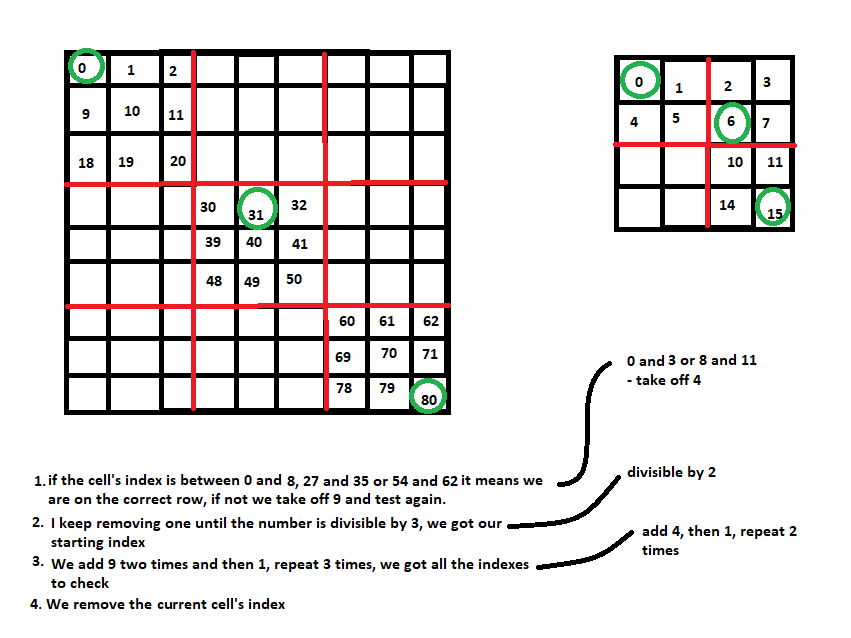 0 1 2
9 10 11
18 19 20
30 31 32
39 40 41
48 49 50
60 61 62
69 70 71
78 79 80
0 1 2 3
4 5 6 7
10 11
14 15
0 and 3 or 8 and 11
- take off 4
1. if the cell's index is between 0 and 8, 27 and 35 or 54 and 62 it means we
are on the correct row, if not we take off 9 and test again.
divisible by 2
2. I keep removing one until the number is divisible by 3, we got our
starting index
add 4, then 1, repeat 2
times
3. We add 9 two times and then 1, repeat 3 times, we got all the indexes
to check
4. We remove the current cell's index